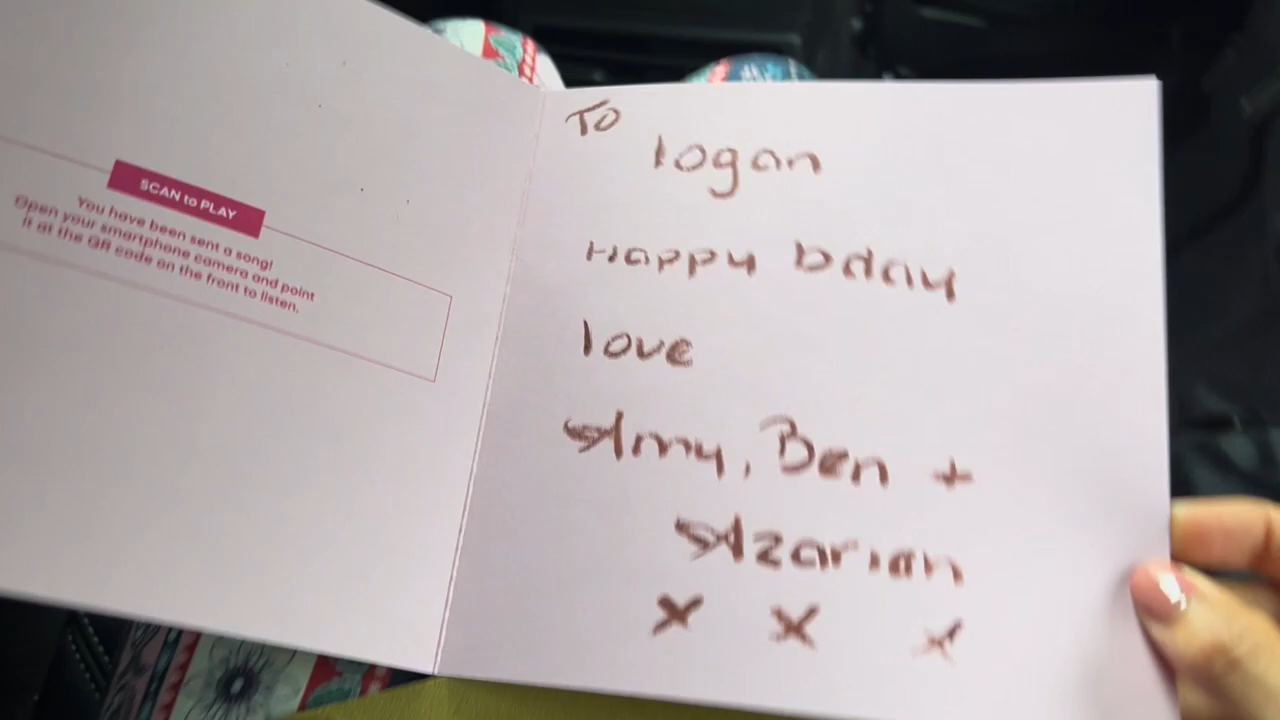 SCAN to PLAY
You have been sent a song!
Open your smartphone camera and point
it at the QR code on the front to listen.
TO
logan
Happy bday
love
Amy, Ben +
Azarian
x x x